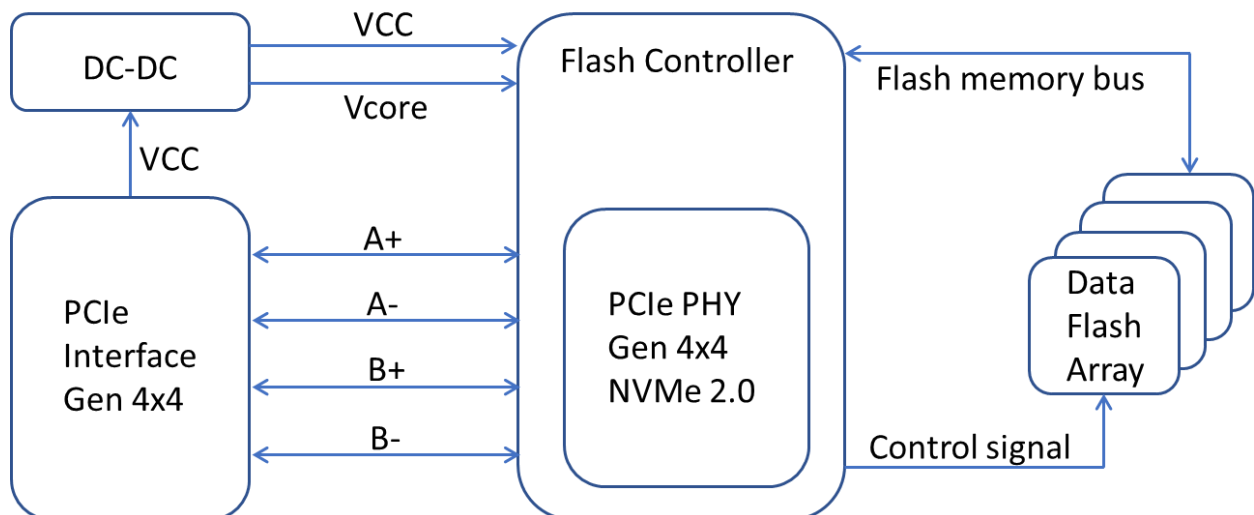 DC-DC
VCC
Vcore
VCC
Flash Controller
Flash memory bus
PCIe
Interface
Gen 4x4
A+
A-
B+
B-
PCIe PHY
Gen 4x4
NVMe 2.0
Data
Flash
Array
Control signal